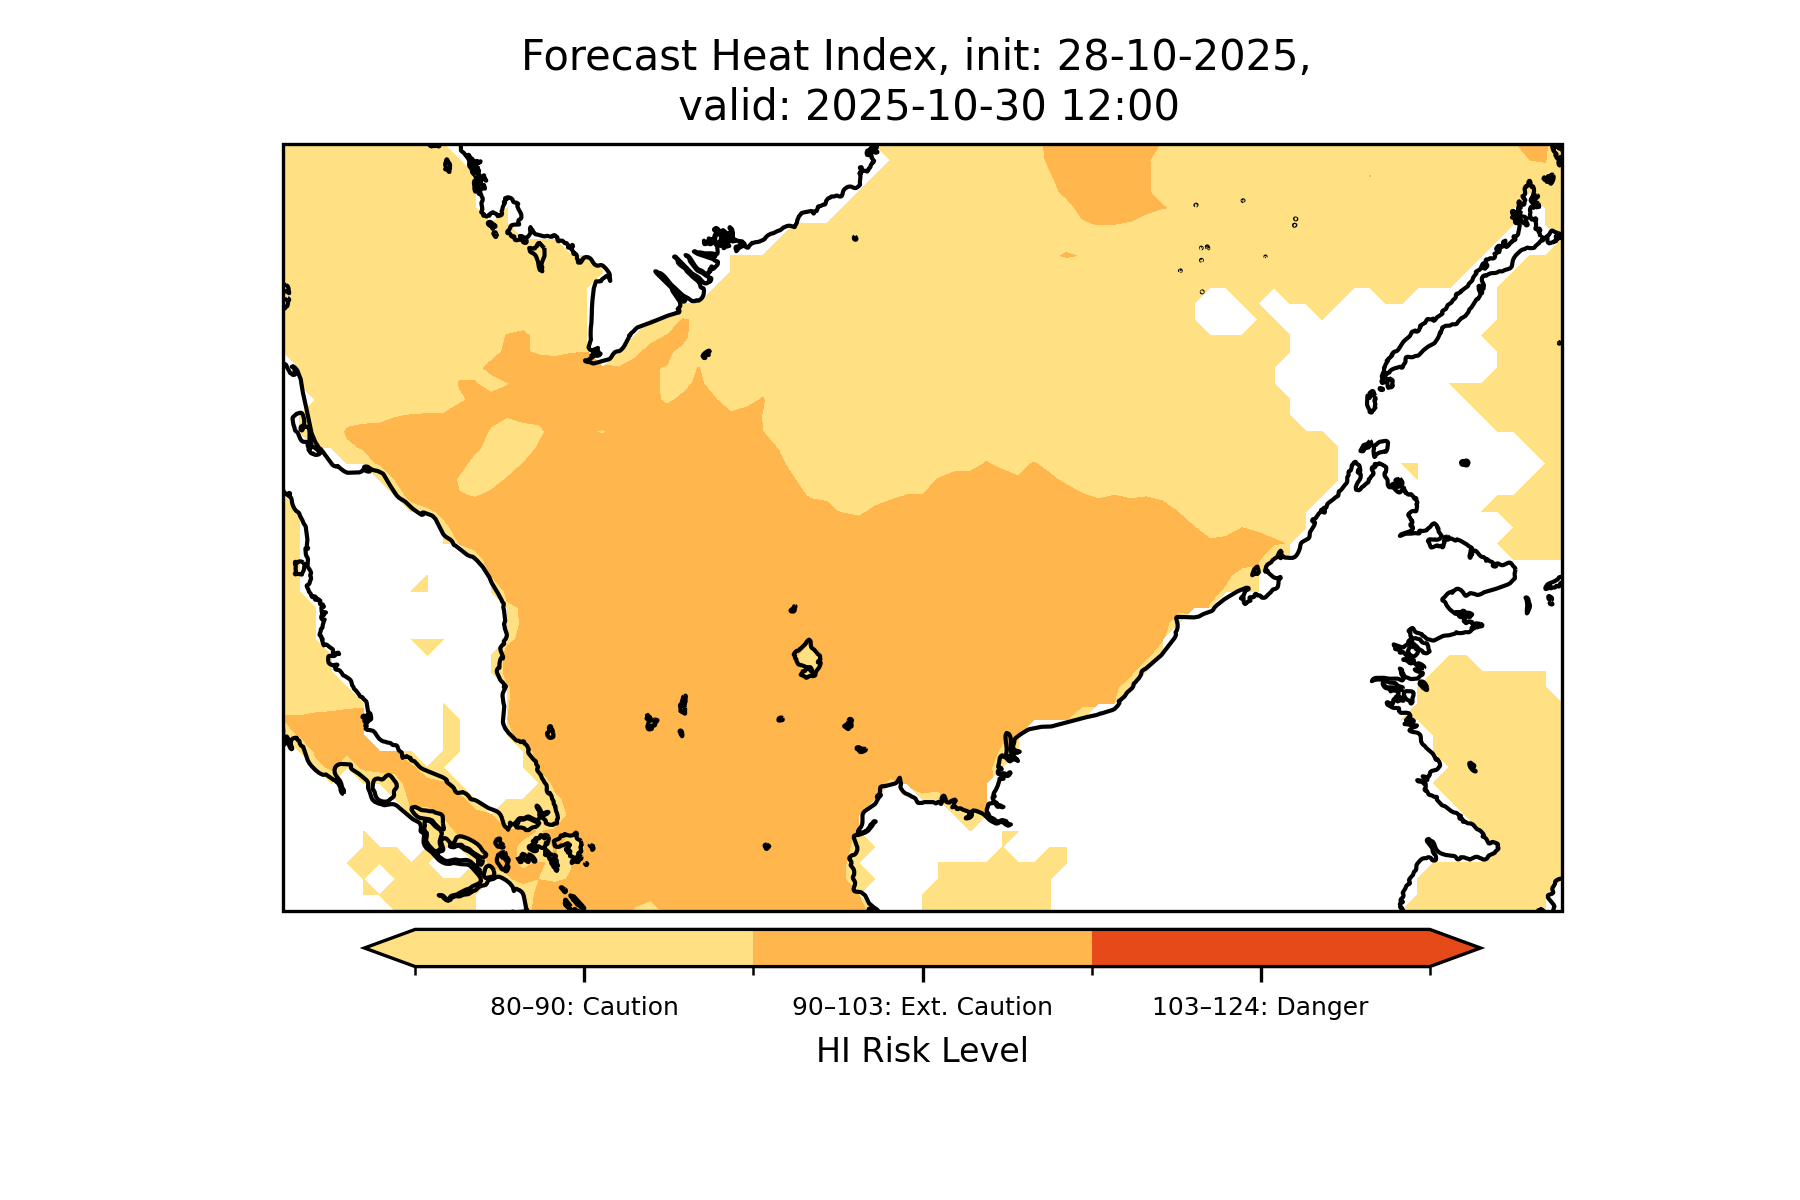 Forecast Heat Index, init: 28-10-2025,
valid: 2025-10-30 12:00
80–90: Caution
90–103: Ext. Caution
103–124: Danger
HI Risk Level